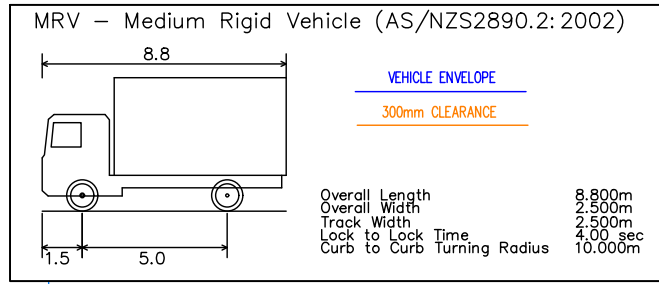 MRV – Medium Rigid Vehicle (AS/NZS2890.2:2002)
8.8
VEHICLE ENVELOPE
300mm CLEARANCE
Overall Length 8.800m
Overall Width 2.500m
Track Width 2.500m
Lock to Lock Time 4.00 sec
Curb to Curb Turning Radius 10.000m
1.5 5.0